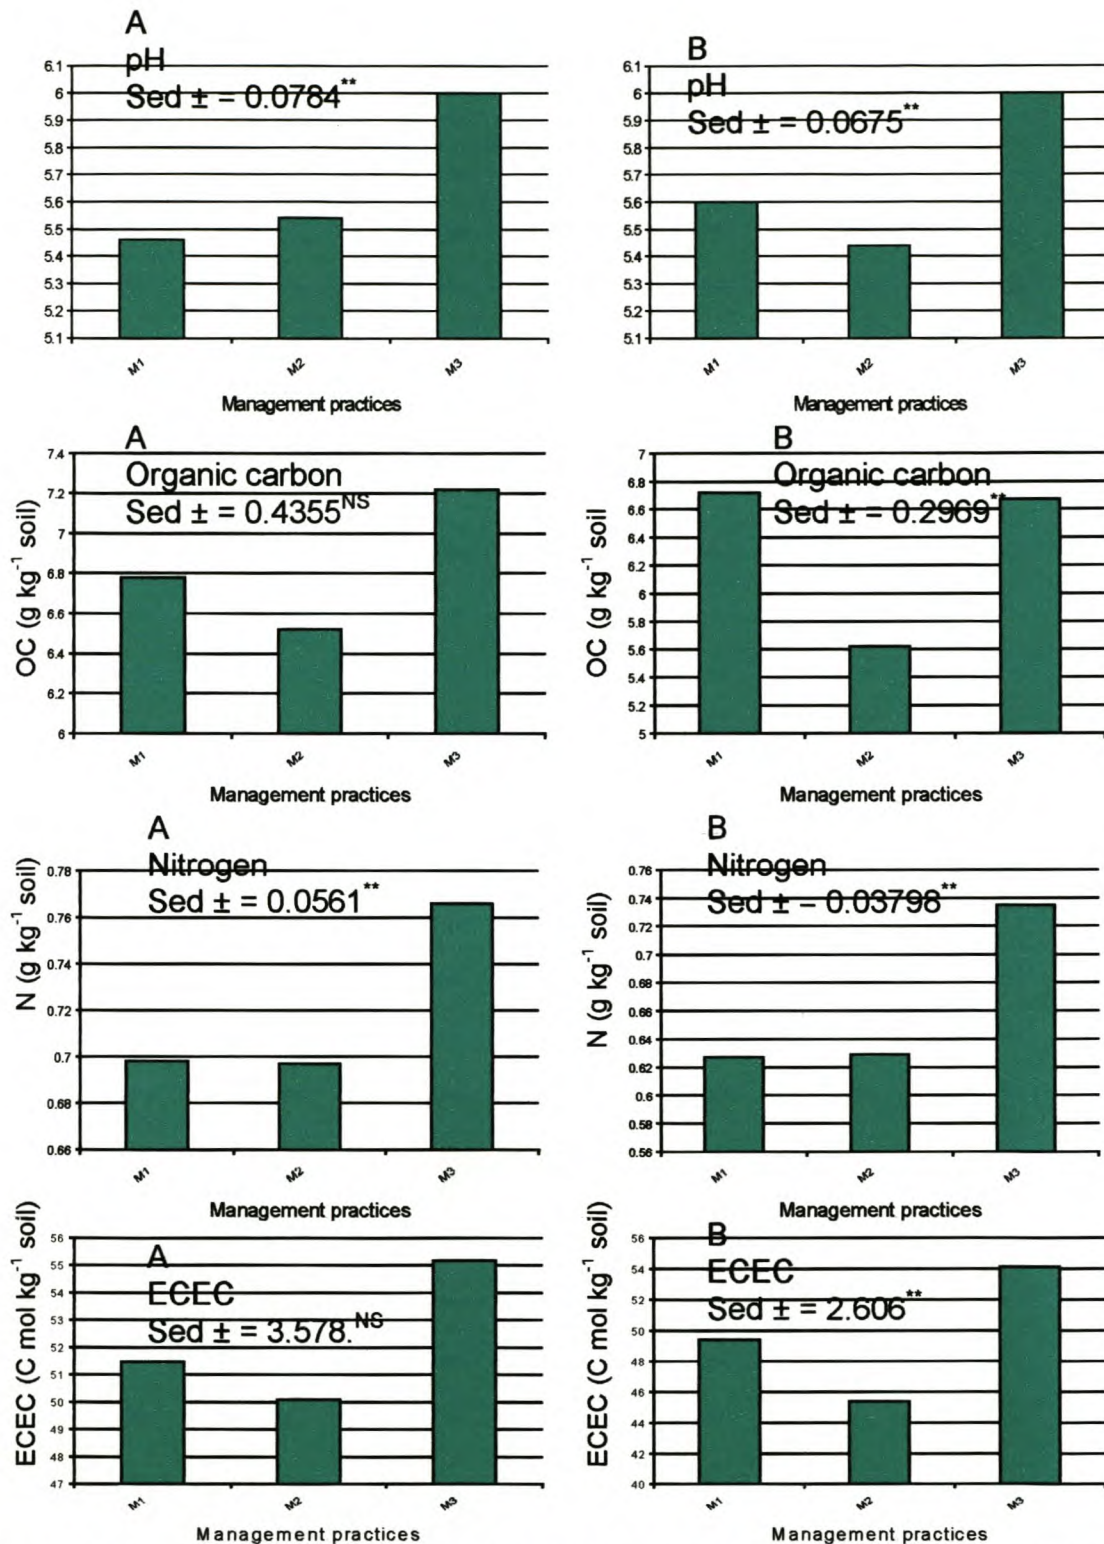 A
pH
Sed ± = 0.0784**
6.1
6
5.9
5.8
5.7
5.6
5.5
5.4
5.3
5.2
5.1
M1
M2
M3
Management practices
B
pH
Sed ± = 0.0675**
6.1
6
5.9
5.8
5.7
5.6
5.5
5.4
5.3
5.2
5.1
M1
M2
M3
Management practices
A
Organic carbon
Sed ± = 0.4355NS
OC (g kg⁻¹ soil)
7.4
7.2
7
6.8
6.6
6.4
6.2
6
M1
M2
M3
Management practices
B
Organic carbon
Sed ± = 0.2969**
OC (g kg⁻¹ soil
7
6.8
6.6
6.4
6.2
6
5.8
5.6
5.4
5.2
5
M1
M2
M3
Management practices
A
Nitrogen
Sed ± = 0.0561**
N (g kg⁻¹ soil)
0.78
0.76
0.74
0.72
0.7
0.68
0.66
M1
M2
M3
Management practices
B
Nitrogen
Sed ± – 0.03798**
N (g kg⁻¹ soil)
0.76
0.74
0.72
0.7
0.68
0.66
0.64
0.62
0.6
0.58
0.56
M1
M2
M3
Management practices
A
ECEC
Sed ± = 3.578.NS
ECEC (C mol kg⁻¹ soil)
56
55
54
53
52
51
50
49
48
47
M1
M2
M3
Management practices
B
ECEC
Sed ± = 2.606**
ECEC (C mol kg⁻¹ soil)
56
54
52
50
48
46
44
42
40
M1
M2
M3
Management practices